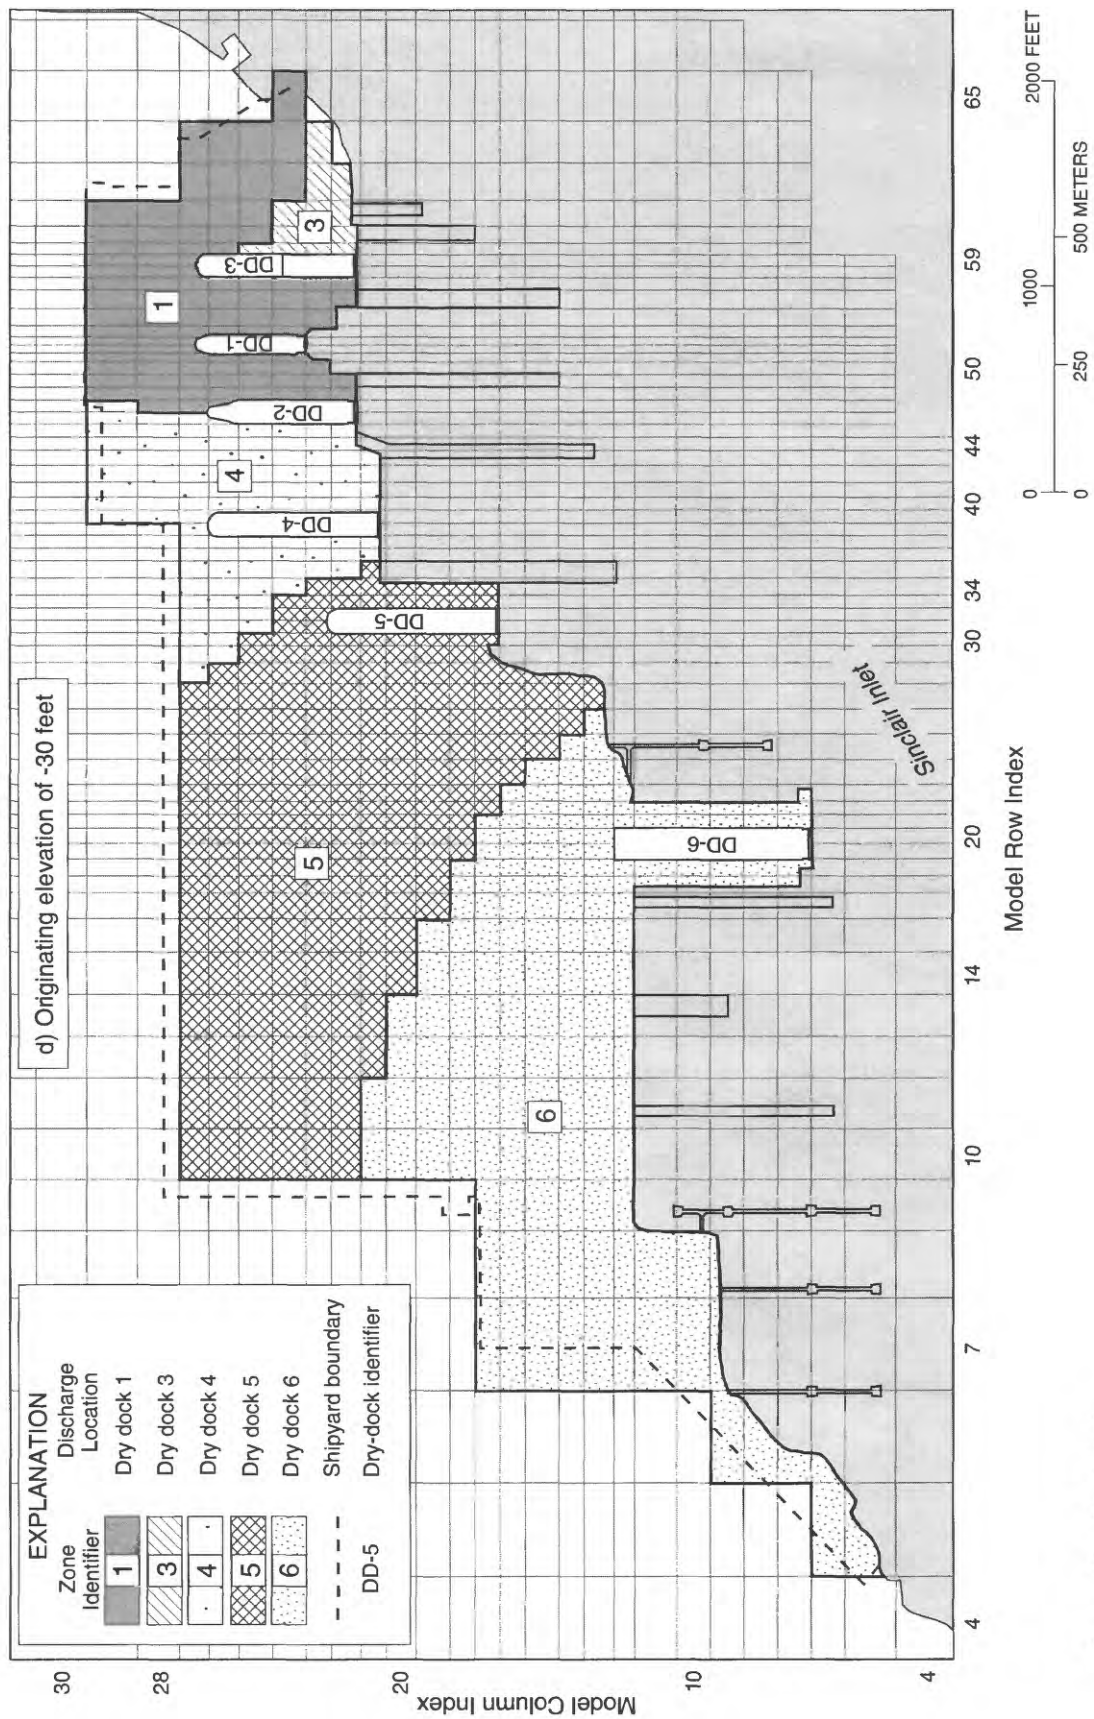 d) Originating elevation of -30 feet
EXPLANATION
Zone Identifier
Discharge Location
1 Dry dock 1
3 Dry dock 3
4 Dry dock 4
5 Dry dock 5
6 Dry dock 6
Shipyard boundary
DD-5 Dry-dock identifier
1
3
4
5
6
DD-3
DD-1
DD-2
DD-4
DD-5
DD-6
Sinclair Inlet
Model Column Index
30
28
20
10
4
4
7
10
14
20
30
34
40
44
50
59
65
Model Row Index
0 1000 2000 FEET
0 250 500 METERS